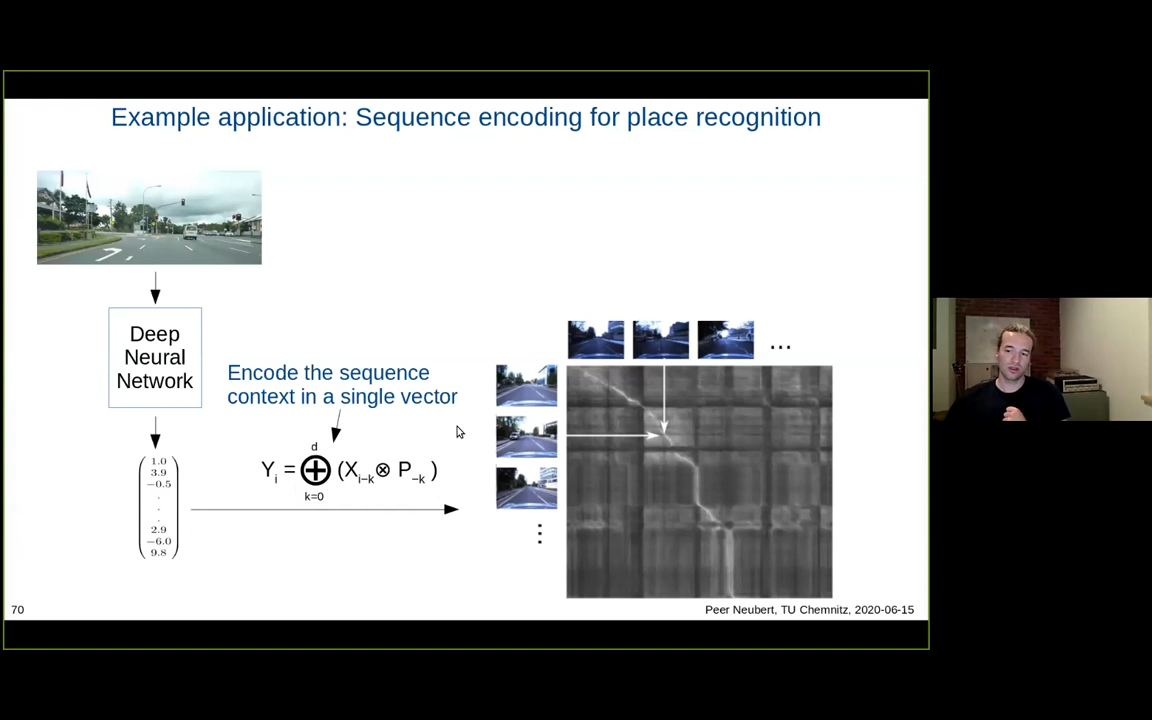 Example application: Sequence encoding for place recognition
Deep
Neural
Network
Encode the sequence
context in a single vector
1.0
3.9
−0.5
.
.
.
2.9
−6.0
9.8
d
Yi = ⊕ (Xi−k ⊗ P−k )
k=0
...
⋮
70
Peer Neubert, TU Chemnitz, 2020-06-15